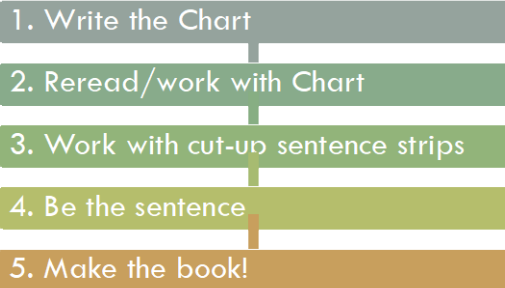 1. Write the Chart
2. Reread/work with Chart
3. Work with cut-up sentence strips
4. Be the sentence
5. Make the book!